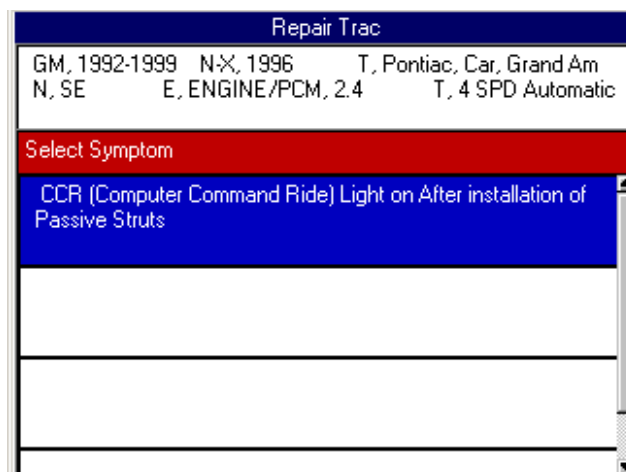 Repair Trac
GM, 1992-1999 N-X, 1996 T, Pontiac, Car, Grand Am
N, SE E, ENGINE/PCM, 2.4 T, 4 SPD Automatic
Select Symptom
CCR (Computer Command Ride) Light on After installation of
Passive Struts